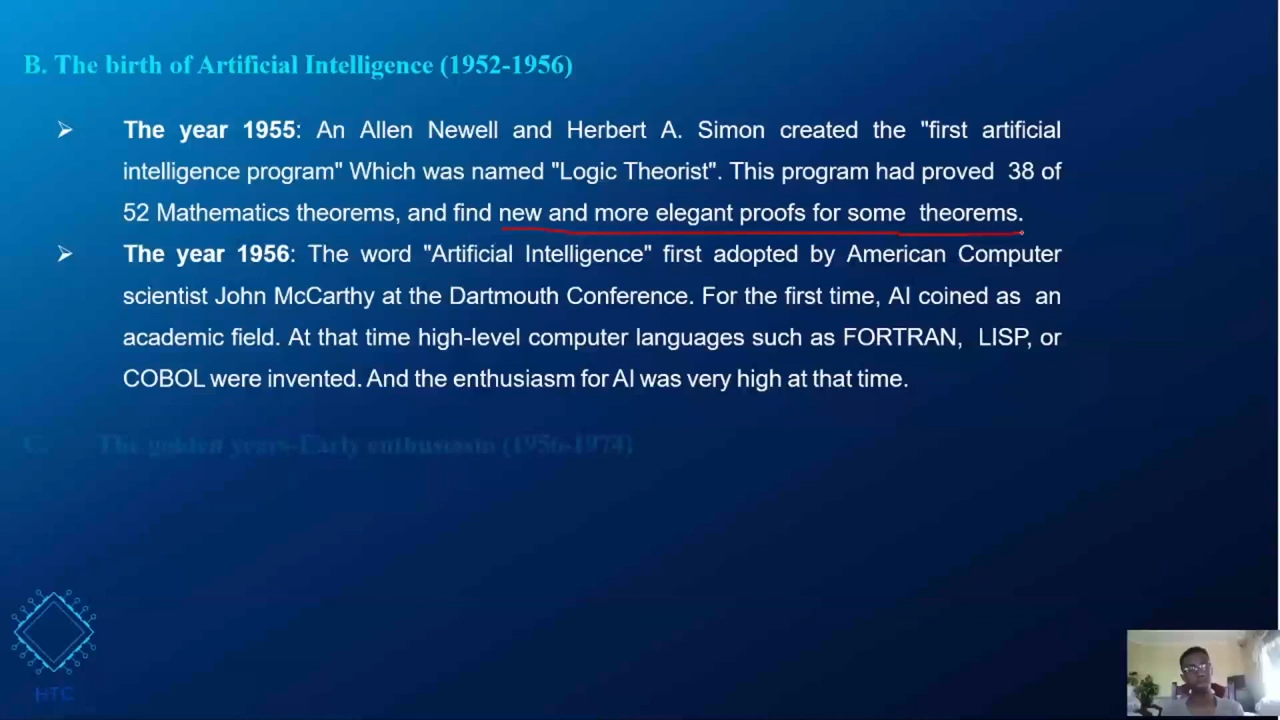 B. The birth of Artificial Intelligence (1952-1956)
➢ The year 1955: An Allen Newell and Herbert A. Simon created the "first artificial
intelligence program" Which was named "Logic Theorist". This program had proved 38 of
52 Mathematics theorems, and find new and more elegant proofs for some theorems.
➢ The year 1956: The word "Artificial Intelligence" first adopted by American Computer
scientist John McCarthy at the Dartmouth Conference. For the first time, AI coined as an
academic field. At that time high-level computer languages such as FORTRAN, LISP, or
COBOL were invented. And the enthusiasm for AI was very high at that time.
C. The golden years-Early enthusiasm (1956-1974)
HTC